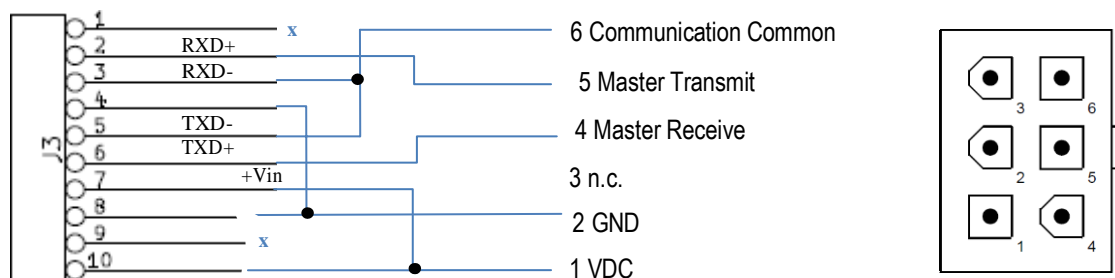 1 x 6 Communication Common
2 RXD+
3 RXD- 5 Master Transmit
4
5 TXD- 4 Master Receive
6 TXD+
7 +Vin 3 n.c.
8 2 GND
9 x
10 1 VDC
J3
3 6
2 5
1 4